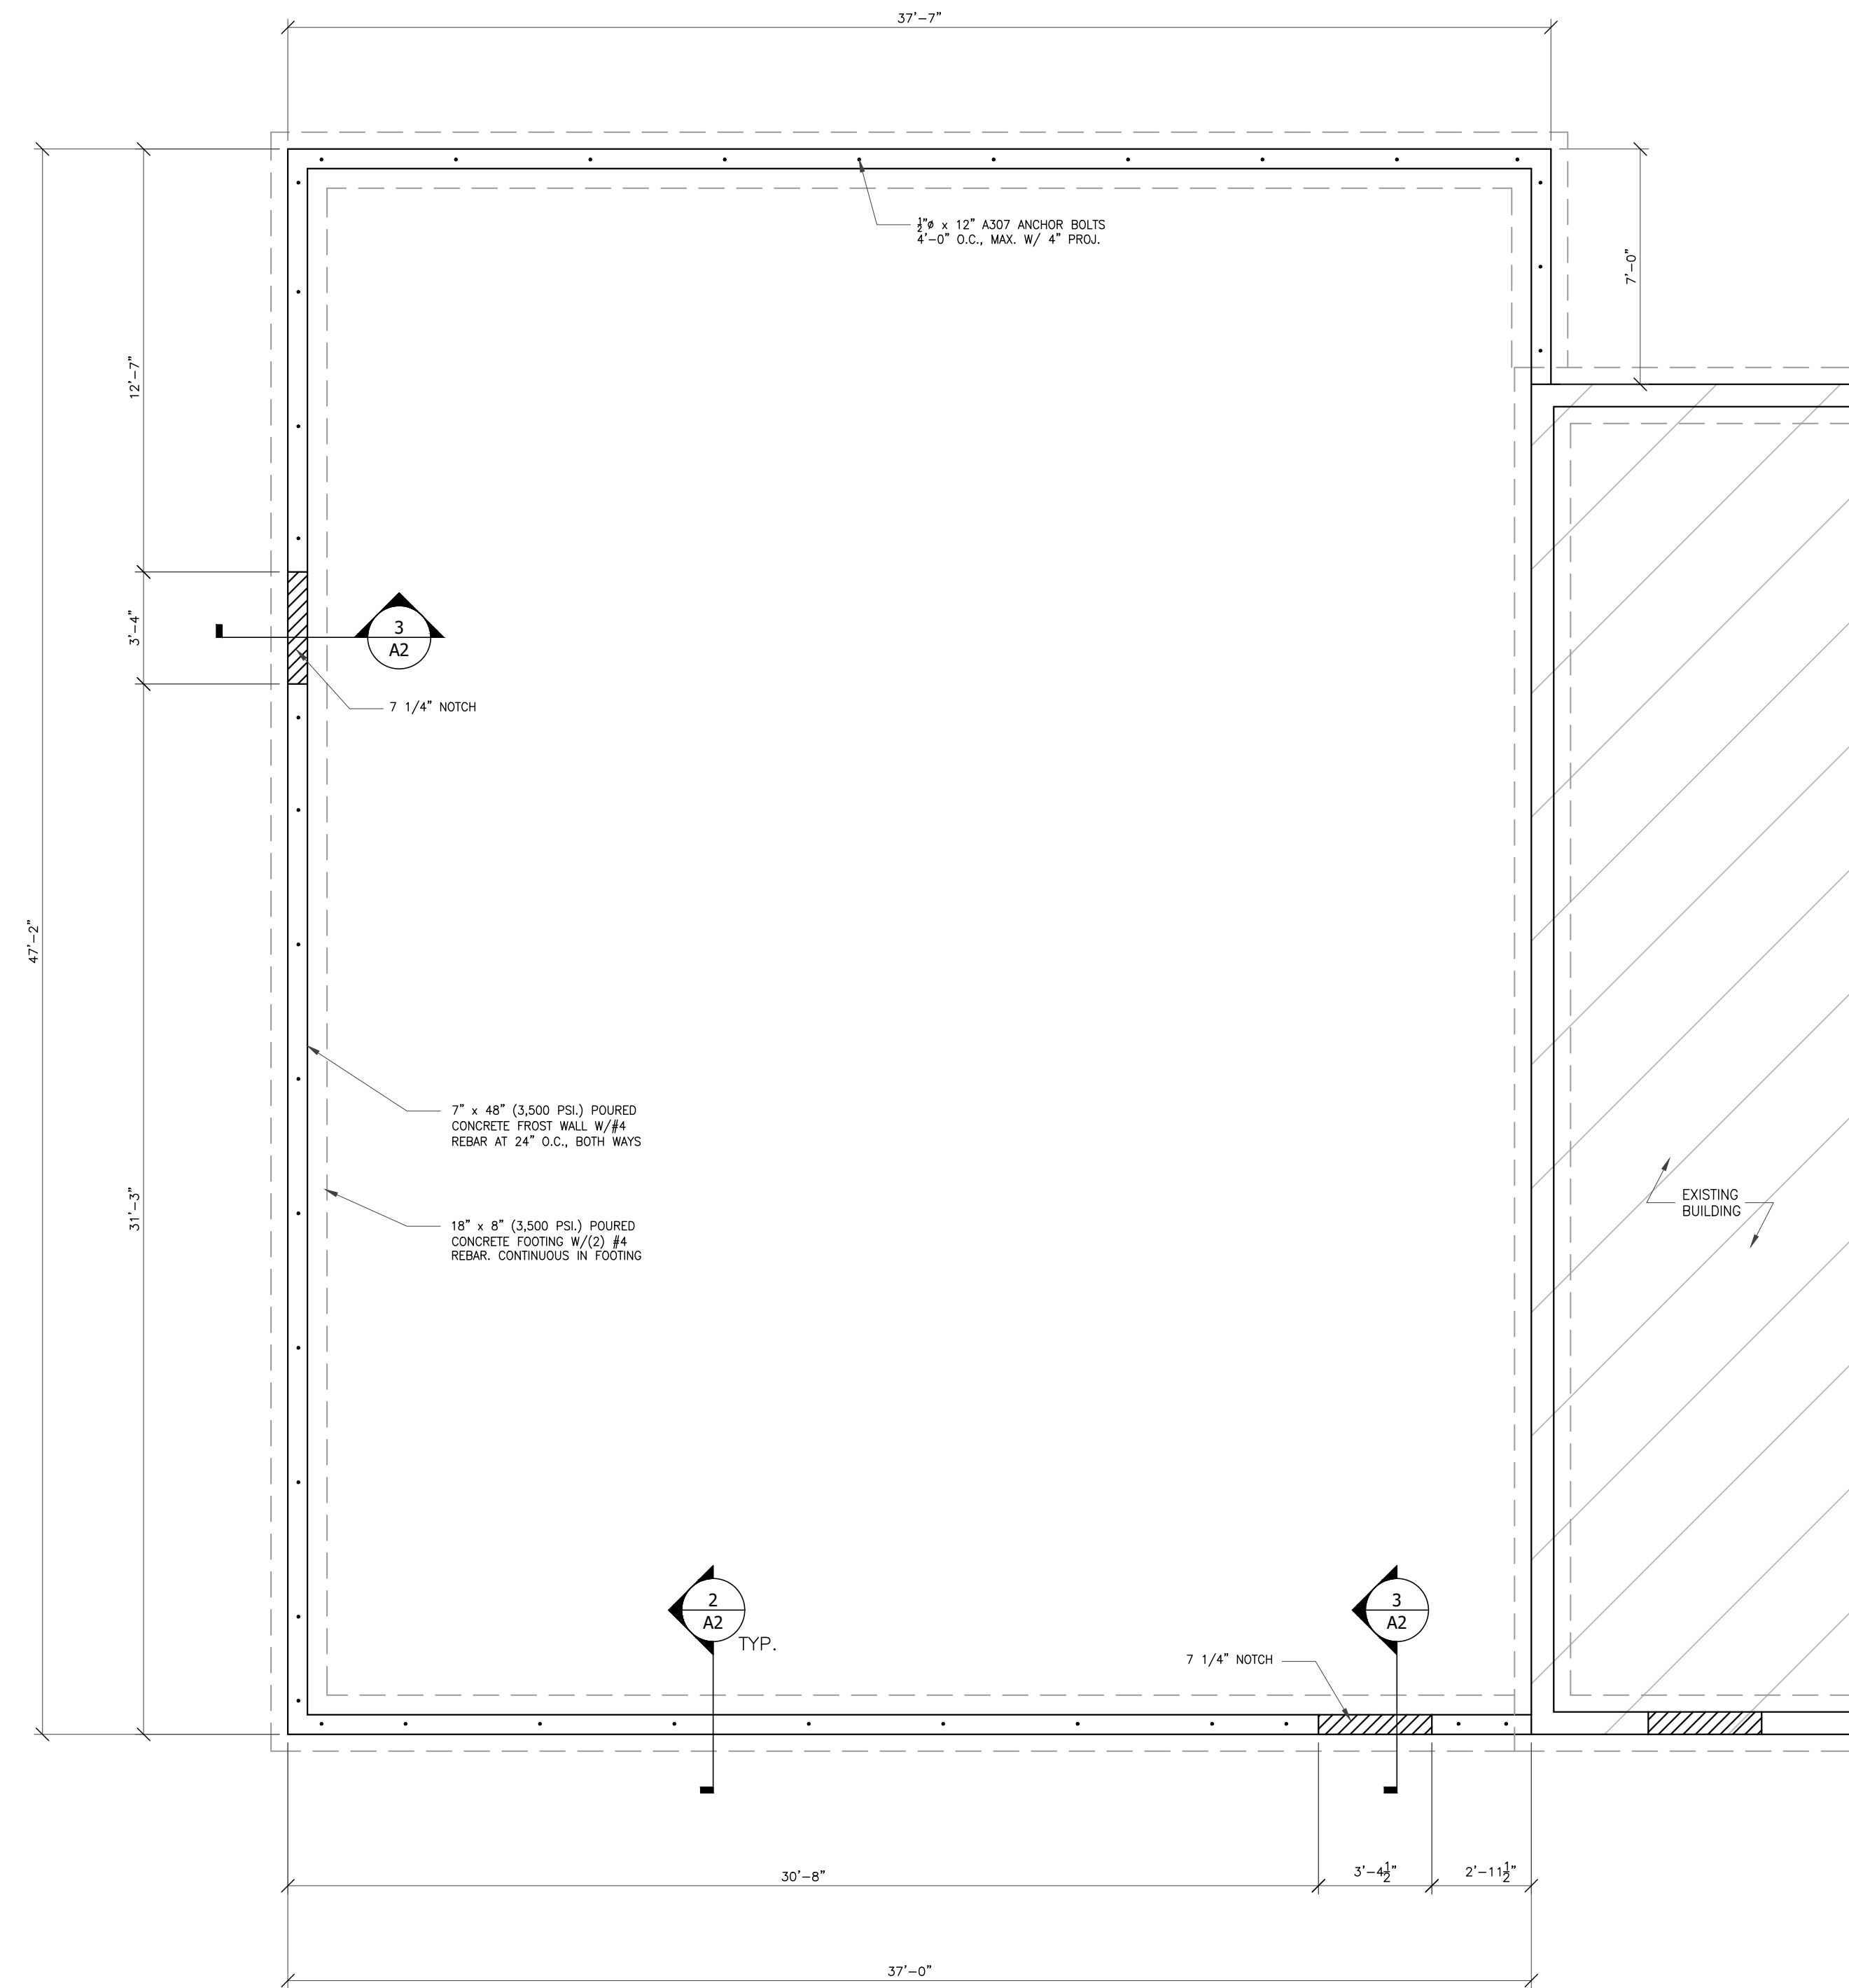 37'-7"
½"ø x 12" A307 ANCHOR BOLTS
4'-0" O.C., MAX. W/ 4" PROJ.
7'-0"
12'-7"
3'-4"
3
A2
7 1/4" NOTCH
47'-2"
7" x 48" (3,500 PSI.) POURED
CONCRETE FROST WALL W/#4
REBAR AT 24" O.C., BOTH WAYS
31'-3"
18" x 8" (3,500 PSI.) POURED
CONCRETE FOOTING W/(2) #4
REBAR. CONTINUOUS IN FOOTING
EXISTING
BUILDING
2
A2
TYP.
3
A2
7 1/4" NOTCH
30'-8"
3'-4½"
2'-11½"
37'-0"